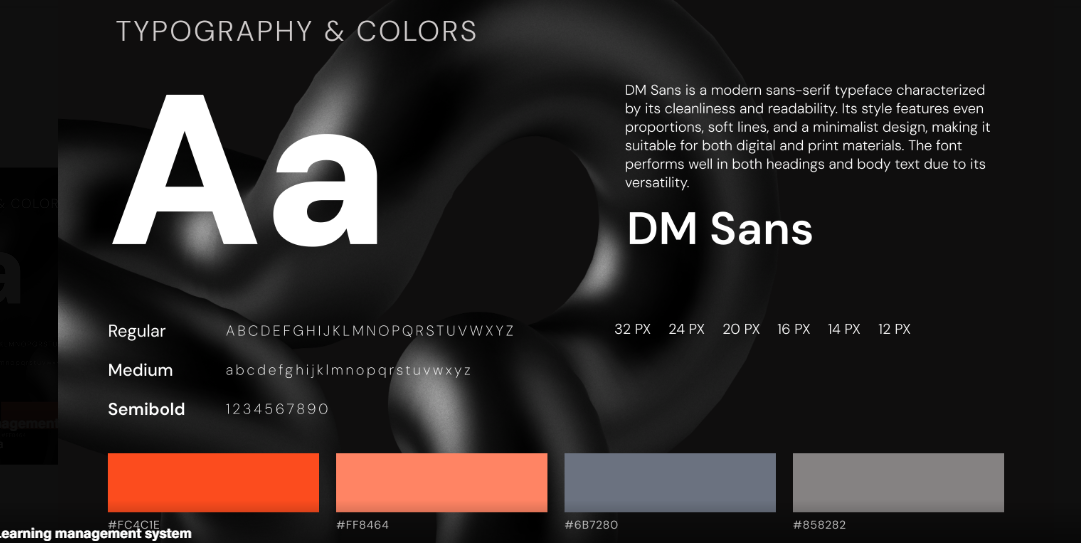 TYPOGRAPHY & COLORS
Aa
DM Sans is a modern sans-serif typeface characterized
by its cleanliness and readability. Its style features even
proportions, soft lines, and a minimalist design, making it
suitable for both digital and print materials. The font
performs well in both headings and body text due to its
versatility.
DM Sans
Regular ABCDEFGHIJKLMNOPQRSTUVWXYZ
32 PX 24 PX 20 PX 16 PX 14 PX 12 PX
Medium abcdefghijklmnopqrstuvwxyz
Semibold 1234567890
#FC4C1E #FF8464 #6B7280 #858282
Learning management system